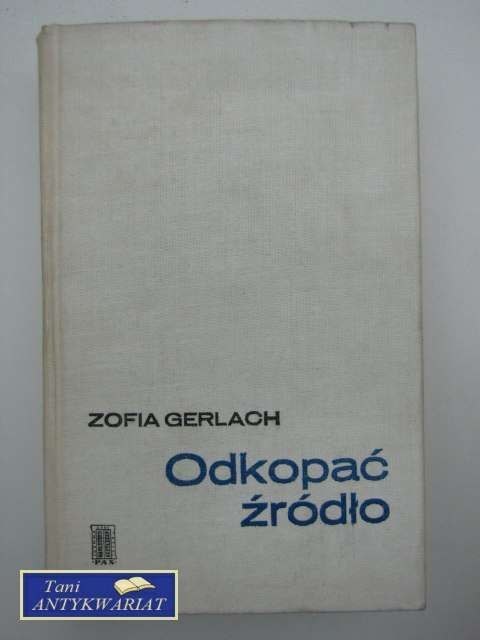 ZOFIA GERLACH
Odkopać
źródło
PAX
Tani
ANTYKWARIAT